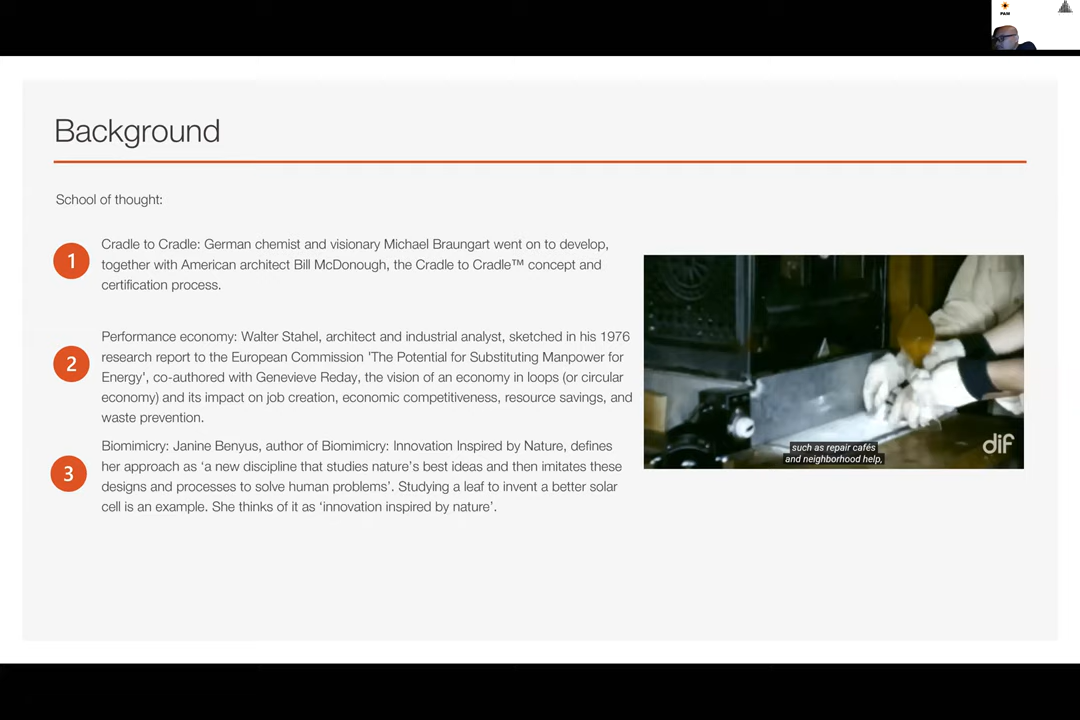 PAM
Background
School of thought:
1
Cradle to Cradle: German chemist and visionary Michael Braungart went on to develop,
together with American architect Bill McDonough, the Cradle to Cradle™ concept and
certification process.
2
Performance economy: Walter Stahel, architect and industrial analyst, sketched in his 1976
research report to the European Commission 'The Potential for Substituting Manpower for
Energy', co-authored with Genevieve Reday, the vision of an economy in loops (or circular
economy) and its impact on job creation, economic competitiveness, resource savings, and
waste prevention.
3
Biomimicry: Janine Benyus, author of Biomimicry: Innovation Inspired by Nature, defines
her approach as ‘a new discipline that studies nature’s best ideas and then imitates these
designs and processes to solve human problems’. Studying a leaf to invent a better solar
cell is an example. She thinks of it as ‘innovation inspired by nature’.
such as repair cafés
and neighborhood help,
dif